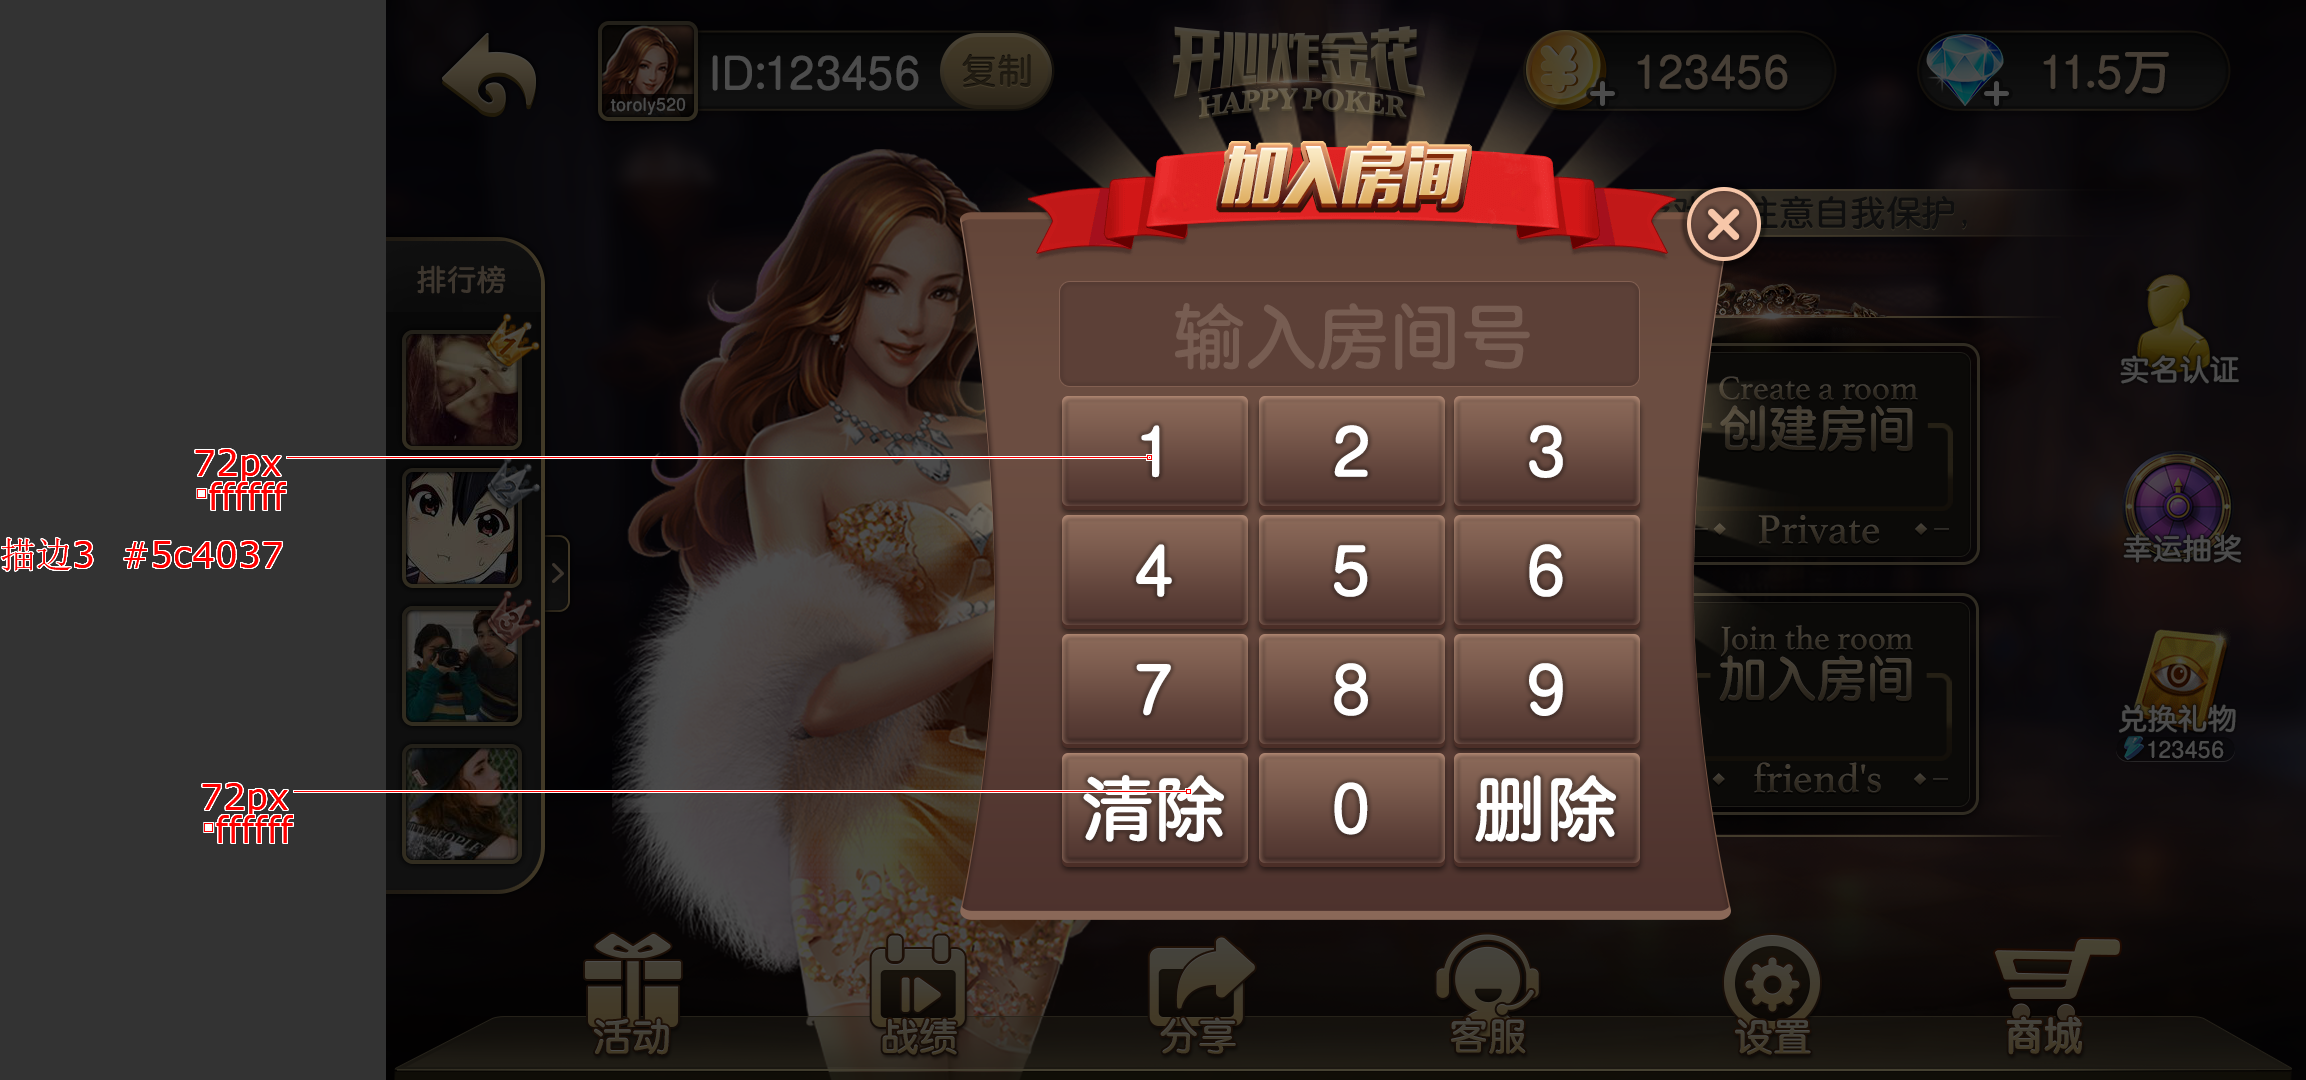 ID:123456
复制
toroly520
开心炸金花
HAPPY POKER
123456
11.5万
加入房间
注意自我保护，
排行榜
1
2
3
输入房间号
1
2
3
4
5
6
7
8
9
清除
0
删除
72px
ffffff
描边3 #5c4037
72px
ffffff
Create a room
创建房间
Private
Join the room
加入房间
friend's
实名认证
幸运抽奖
兑换礼物
123456
活动
战绩
分享
客服
设置
商城